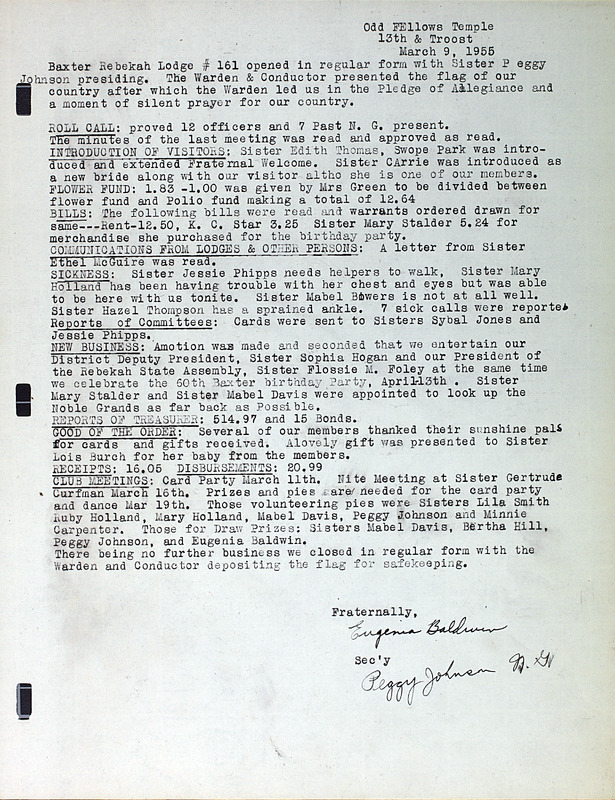 Odd FEllows Temple
13th & Troost
March 9, 1955
Baxter Rebekah Lodge # 161 opened in regular form with Sister P eggy
Johnson presiding. The Warden & Conductor presented the flag of our
country after which the Warden led us in the Pledge of Allegiance and
a moment of silent prayer for our country.
ROLL CALL: proved 12 officers and 7 Past N. G. present.
The minutes of the last meeting was read and approved as read.
INTRODUCTION OF VISITORS: Sister Edith Thomas, Swope Park was intro-
duced and extended Fraternal Welcome. Sister CArrie was introduced as
a new bride along with our visitor altho she is one of our members.
FLOWER FUND: 1.83 -1.00 was given by Mrs Green to be divided between
flower fund and Polio fund making a total of 12.64
BILLS: The following bills were read and warrants ordered drawn for
same---Rent-12.50, K. C. Star 3.25 Sister Mary Stalder 5.24 for
merchandise she purchased for the birthday party.
COMMUNICATIONS FROM LODGES & OTHER PERSONS: A letter from Sister
Ethel McGuire was read.
SICKNESS: Sister Jessie Phipps needs helpers to walk, Sister Mary
Holland has been having trouble with her chest and eyes but was able
to be here with us tonite. Sister Mabel Bowers is not at all well.
Sister Hazel Thompson has a sprained ankle. 7 sick calls were reported
Reports of Committees: Cards were sent to Sisters Sybal Jones and
Jessie Phipps.
NEW BUSINESS: Amotion was made and seconded that we entertain our
District Deputy President, Sister Sophia Hogan and our President of
the Rebekah State Assembly, Sister Flossie M. Foley at the same time
we celebrate the 60th Baxter birthday Party, April-13th . Sister
Mary Stalder and Sister Mabel Davis were appointed to look up the
Noble Grands as far back as Possible.
REPORTS OF TREASURER: 514.97 and 15 Bonds.
GOOD OF THE ORDER: Several of our members thanked their sunshine pals
for cards and gifts received. Alovely gift was presented to Sister
Lois Burch for her baby from the members.
RECEIPTS: 16.05 DISBURSEMENTS: 20.99
CLUB MEETINGS: Card Party March 11th. Nite Meeting at Sister Gertrude
Curfman March 16th. Prizes and pies are needed for the card party
and dance Mar 19th. Those volunteering pies were Sisters Lila Smith
Ruby Holland, Mary Holland, Mabel Davis, Peggy Johnson and Minnie
Carpenter. Those for Draw Prizes: Sisters Mabel Davis, Bertha Hill,
Peggy Johnson, and Eugenia Baldwin.
There being no further business we closed in regular form with the
Warden and Conductor depositing the flag for safekeeping.
Fraternally,
Eugenia Baldwin
Sec'y
Peggy Johnson N. G.